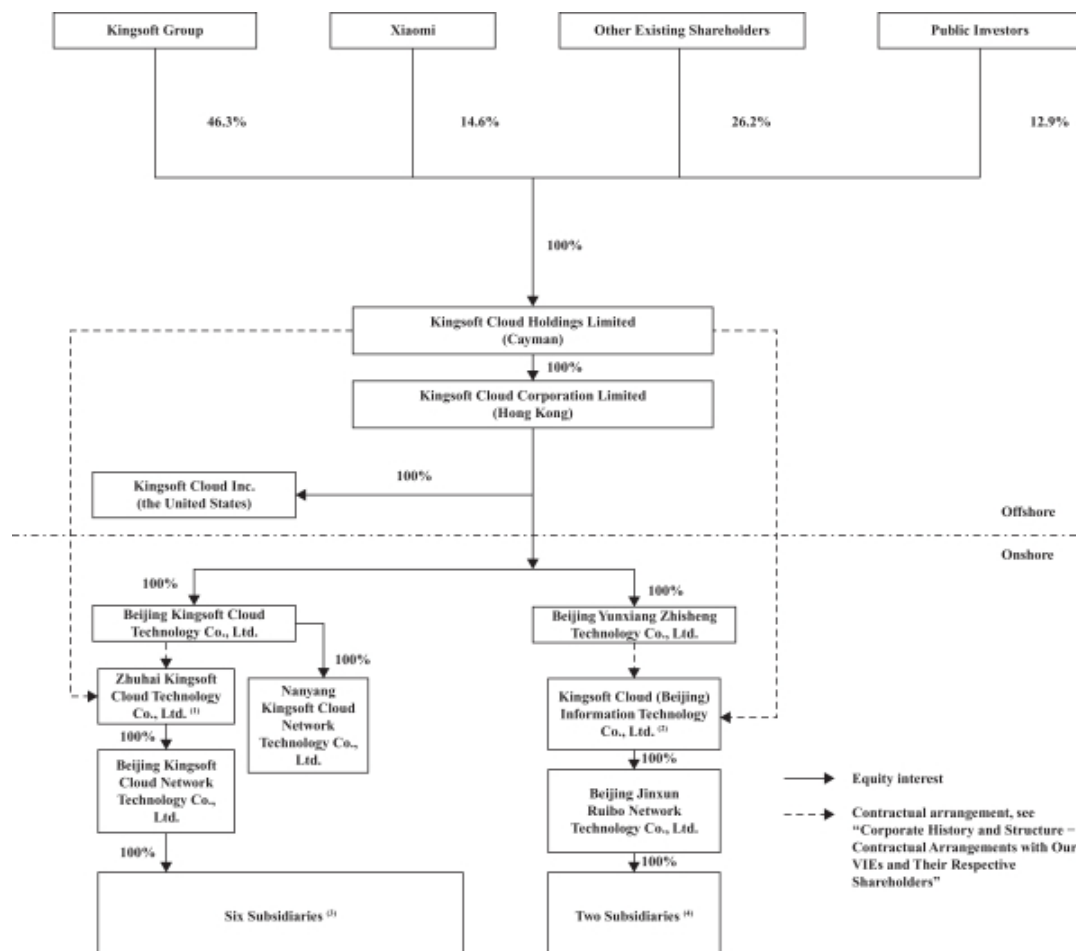 Kingsoft Group
Xiaomi
Other Existing Shareholders
Public Investors
46.3%
14.6%
26.2%
12.9%
100%
Kingsoft Cloud Holdings Limited
(Cayman)
100%
Kingsoft Cloud Corporation Limited
(Hong Kong)
100%
Kingsoft Cloud Inc.
(the United States)
Offshore
Onshore
100%
100%
Beijing Kingsoft Cloud
Technology Co., Ltd.
Beijing Yunxiang Zhisheng
Technology Co., Ltd.
100%
Zhuhai Kingsoft
Cloud Technology
Co., Ltd. (1)
Nanyang
Kingsoft Cloud
Network
Technology Co.,
Ltd.
Kingsoft Cloud (Beijing)
Information Technology
Co., Ltd. (2)
100%
100%
Beijing Kingsoft
Cloud Network
Technology Co.,
Ltd.
Beijing Jinxun
Ruibo Network
Technology Co., Ltd.
Equity interest
Contractual arrangement, see
“Corporate History and Structure −
Contractual Arrangements with Our
VIEs and Their Respective
Shareholders”
100%
100%
Six Subsidiaries (3)
Two Subsidiaries (4)